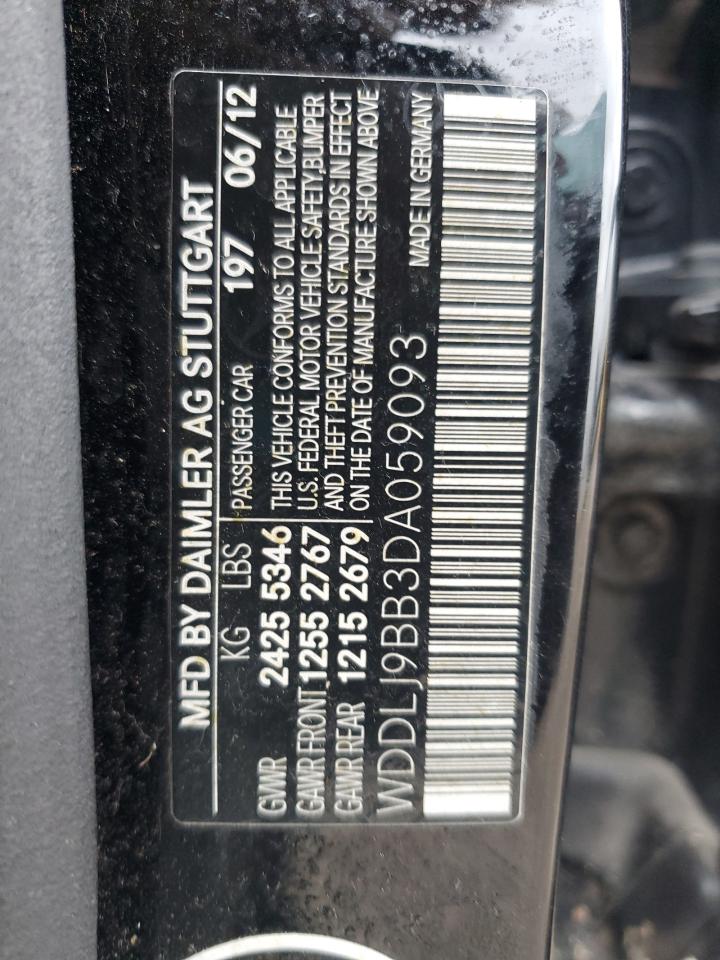 MFD BY DAIMLER AG STUTTGART
KG LBS PASSENGER CAR 197 06/12
GVWR 2425 5346 THIS VEHICLE CONFORMS TO ALL APPLICABLE
GAWR FRONT 1255 2767 U.S. FEDERAL MOTOR VEHICLE SAFETY, BUMPER
GAWR REAR 1215 2679 AND THEFT PREVENTION STANDARDS IN EFFECT
ON THE DATE OF MANUFACTURE SHOWN ABOVE
WDDLJ9BB3DA059093 MADE IN GERMANY